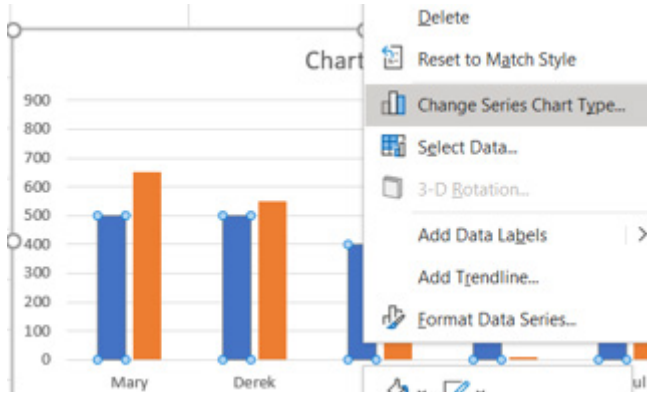 Chart
900
800
700
600
500
400
300
200
100
0
Mary
Derek
Delete
Reset to Match Style
Change Series Chart Type...
Select Data...
3-D Rotation...
Add Data Labels
Add Trendline...
Format Data Series...
ul